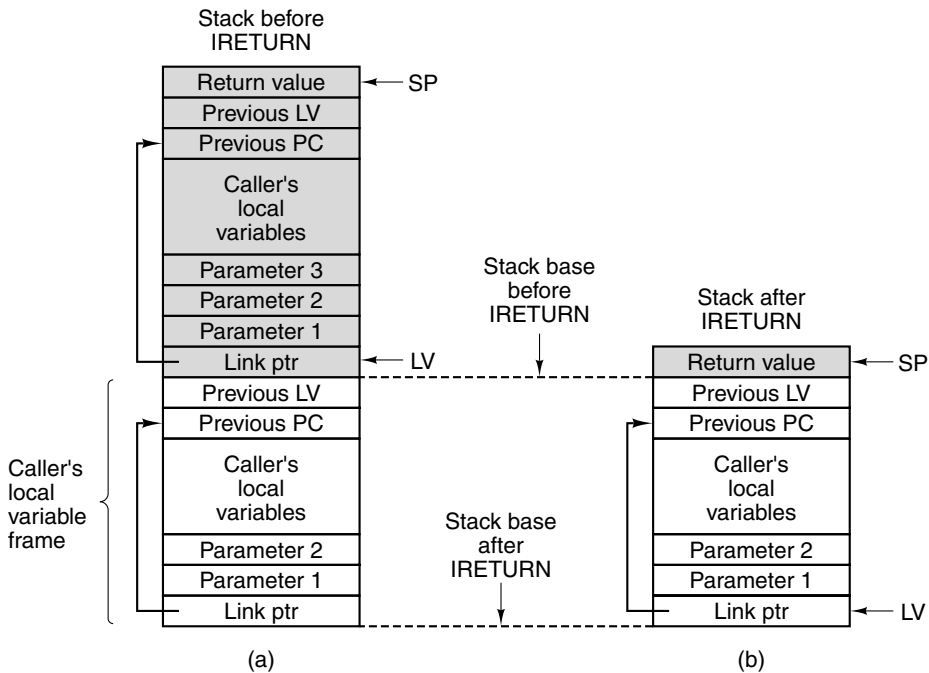 Stack before
IRETURN
Return value
SP
Previous LV
Previous PC
Caller's
local
variables
Parameter 3
Parameter 2
Parameter 1
Link ptr
LV
Previous LV
Previous PC
Caller's
local
variables
Parameter 2
Parameter 1
Link ptr
Caller's
local
variable
frame
(a)
Stack base
before
IRETURN
Stack base
after
IRETURN
Stack after
IRETURN
Return value
SP
Previous LV
Previous PC
Caller's
local
variables
Parameter 2
Parameter 1
Link ptr
LV
(b)